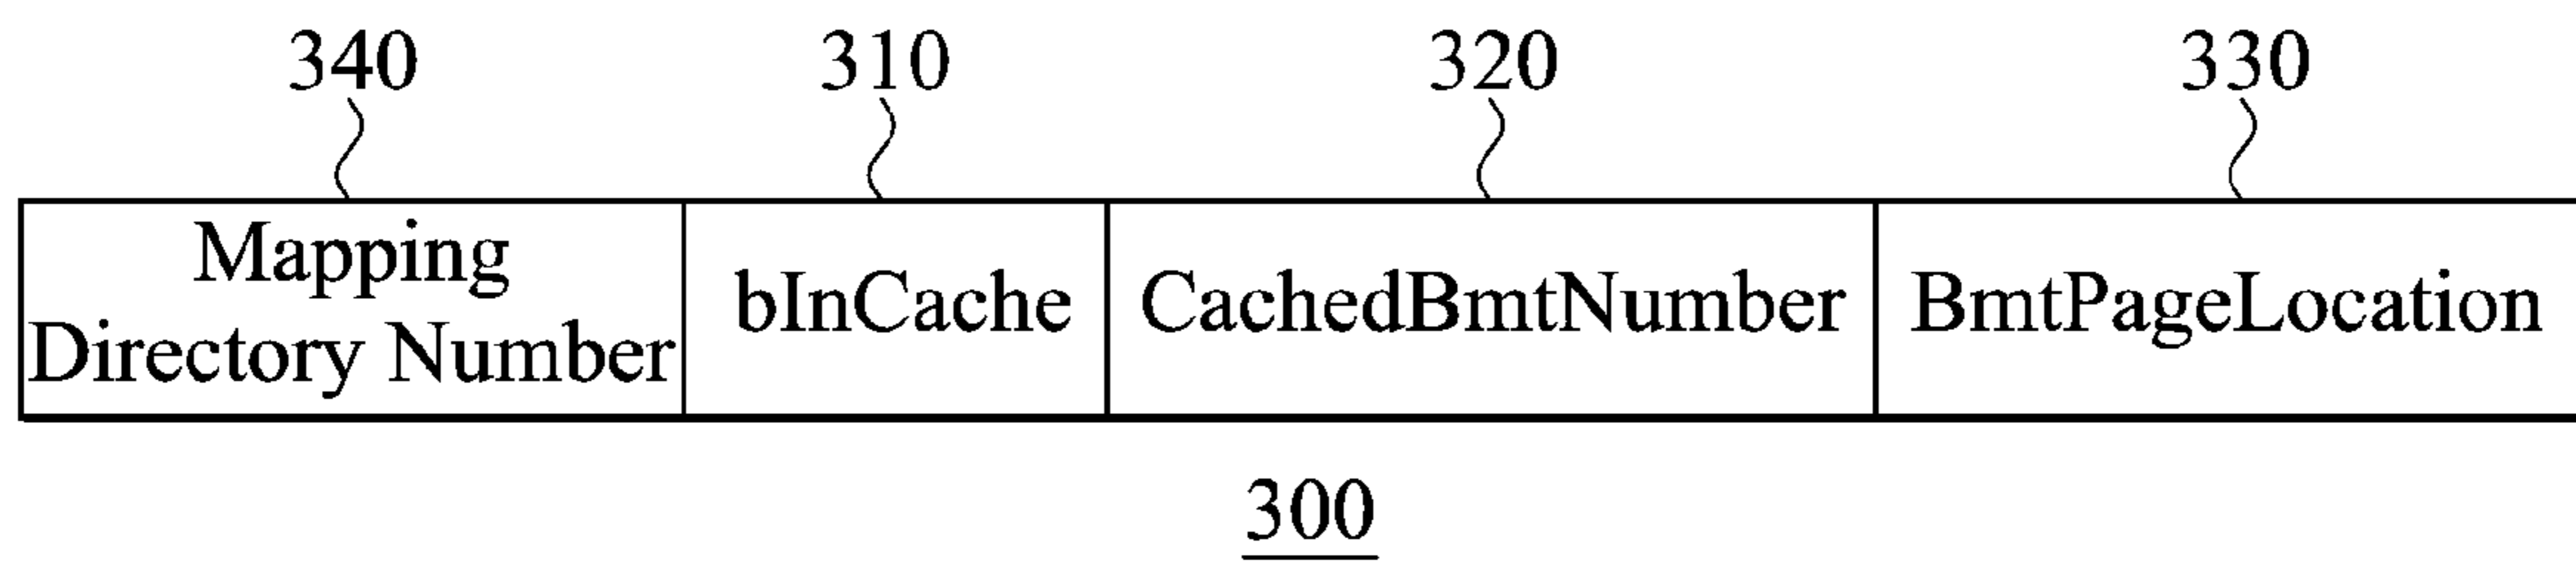 340 310 320 330
Mapping
Directory Number
bInCache
CachedBmtNumber
BmtPageLocation
300